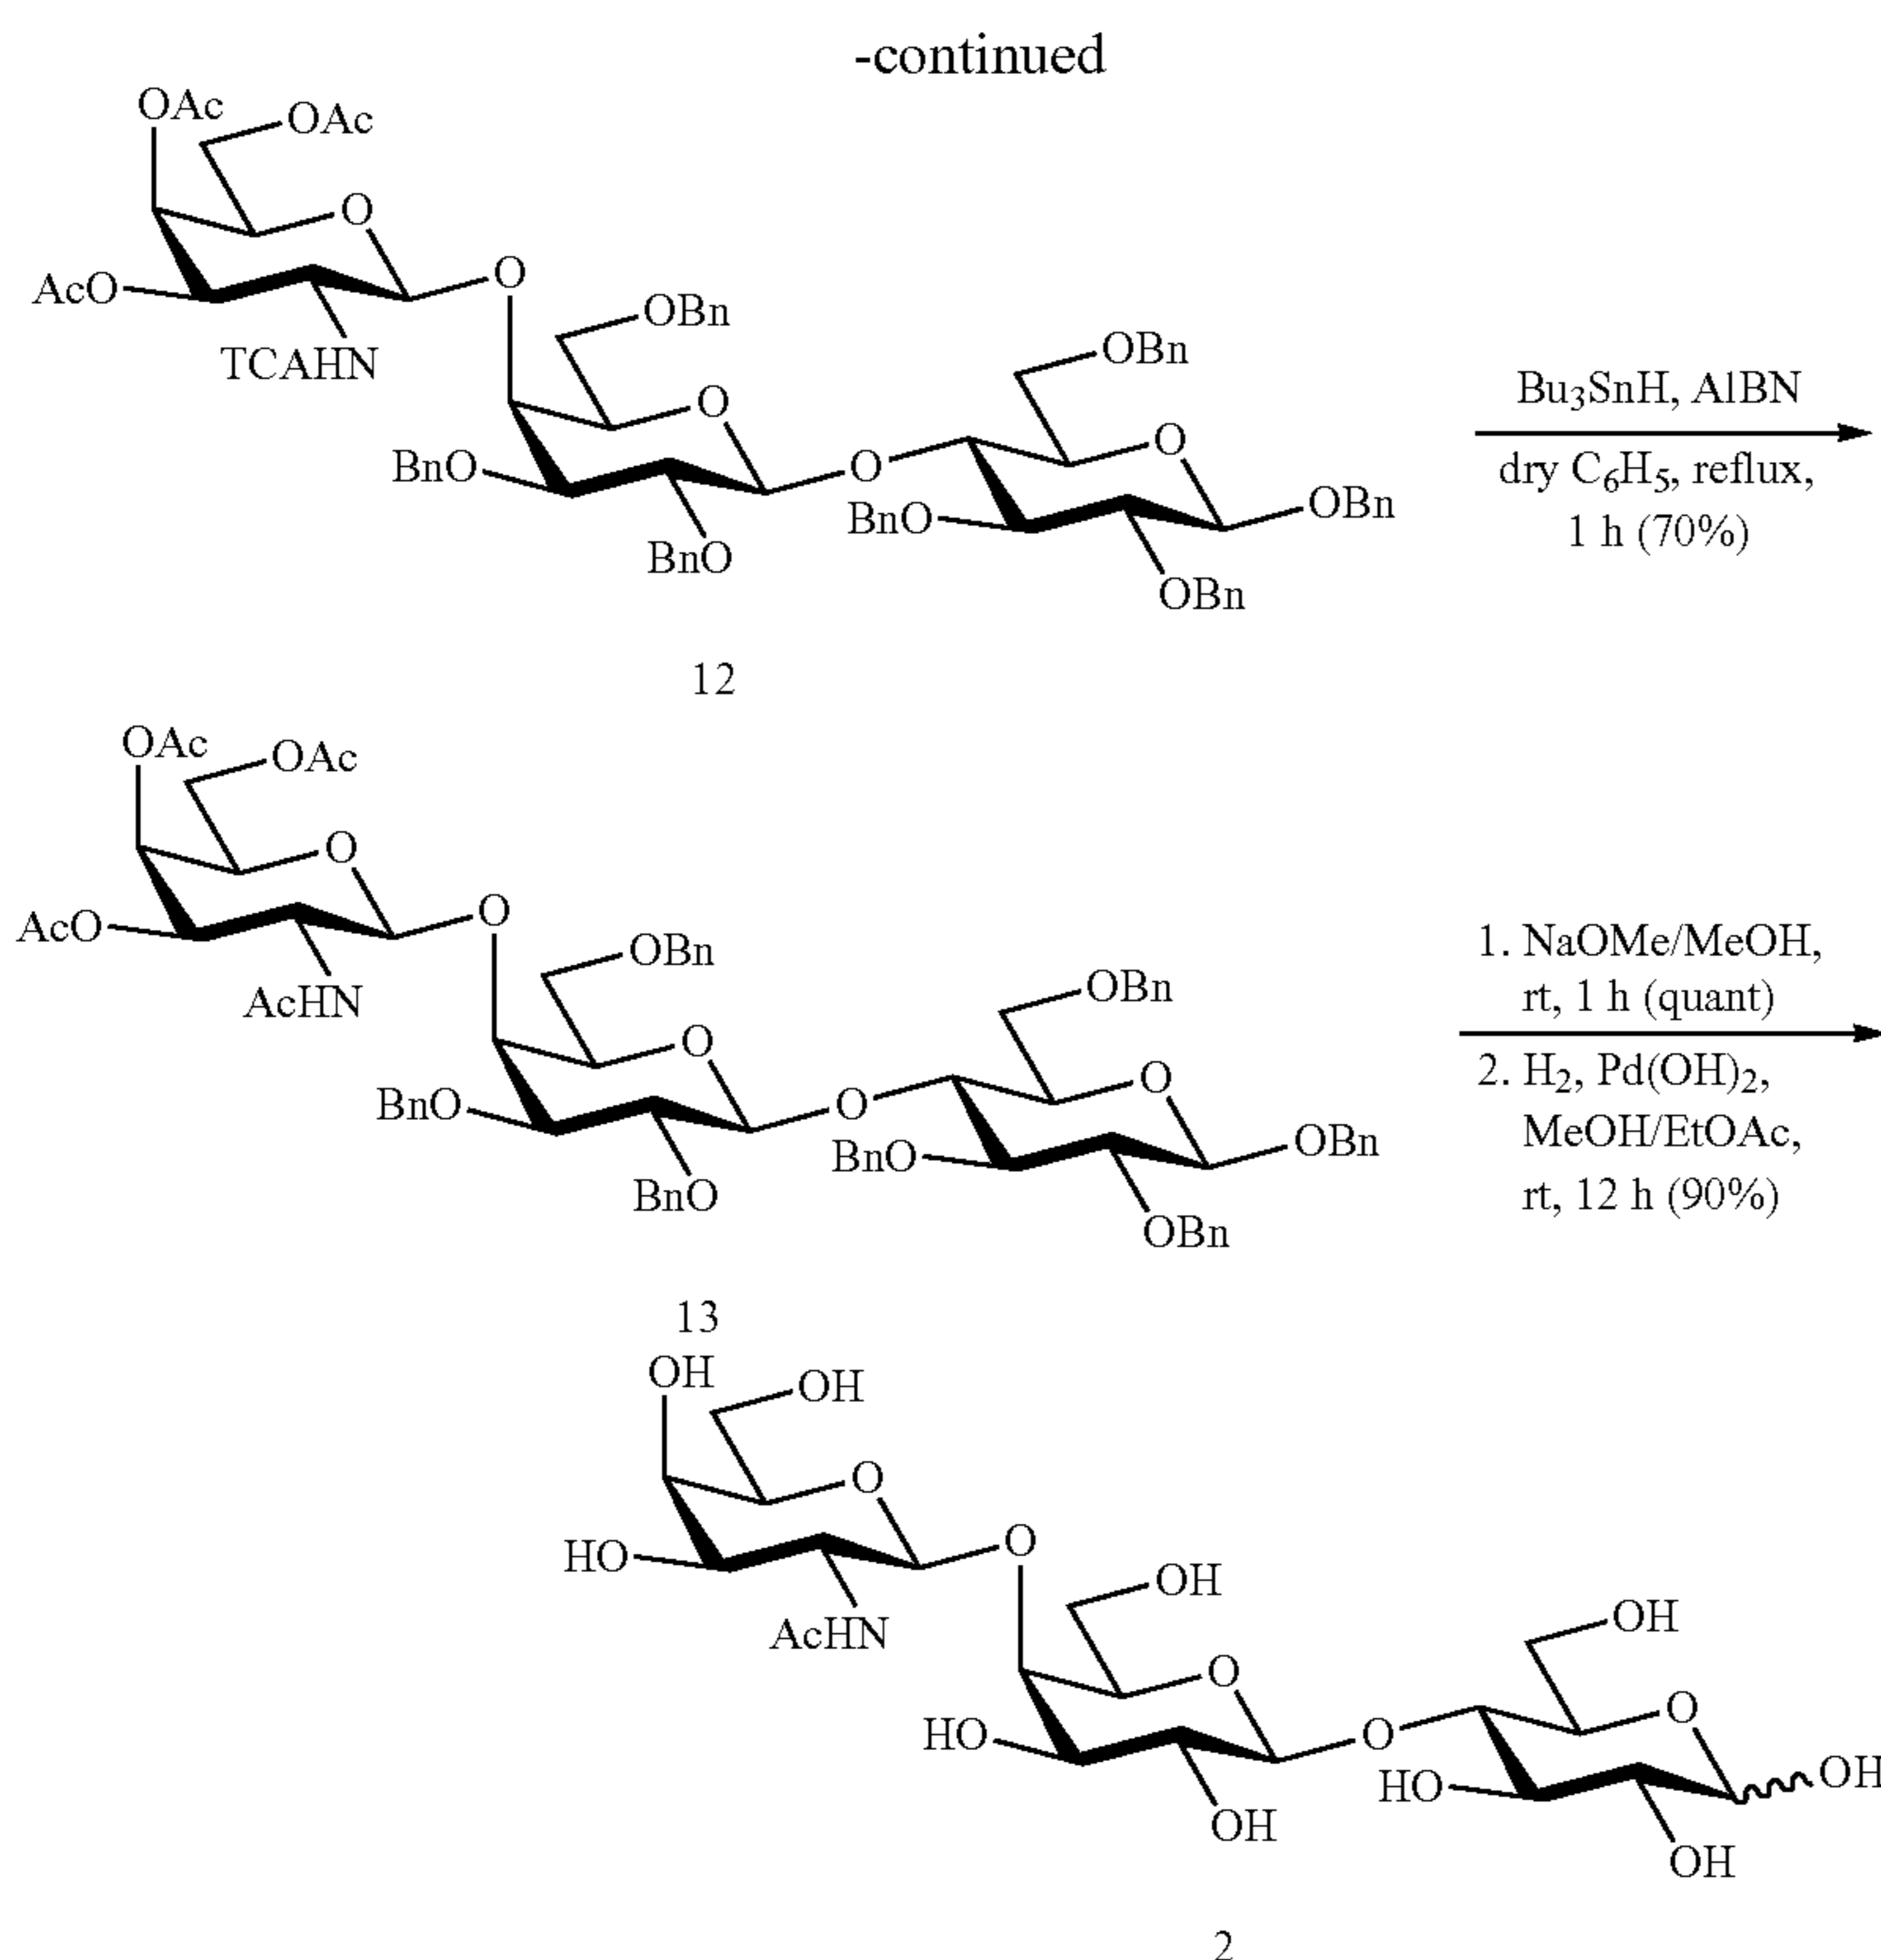 -continued
OAc
OAc
O
AcO
O
TCAHN
OBn
O
OBn
BnO
O
O
BnO
BnO
OBn
OBn
Bu3SnH, AlBN
dry C6H5, reflux,
1 h (70%)
12
OAc
OAc
O
AcO
O
AcHN
OBn
O
OBn
BnO
O
O
BnO
BnO
OBn
OBn
1. NaOMe/MeOH,
rt, 1 h (quant)
2. H2, Pd(OH)2,
MeOH/EtOAc,
rt, 12 h (90%)
13
OH
OH
O
HO
O
AcHN
OH
O
OH
HO
O
O
HO
OH
OH
OH
2